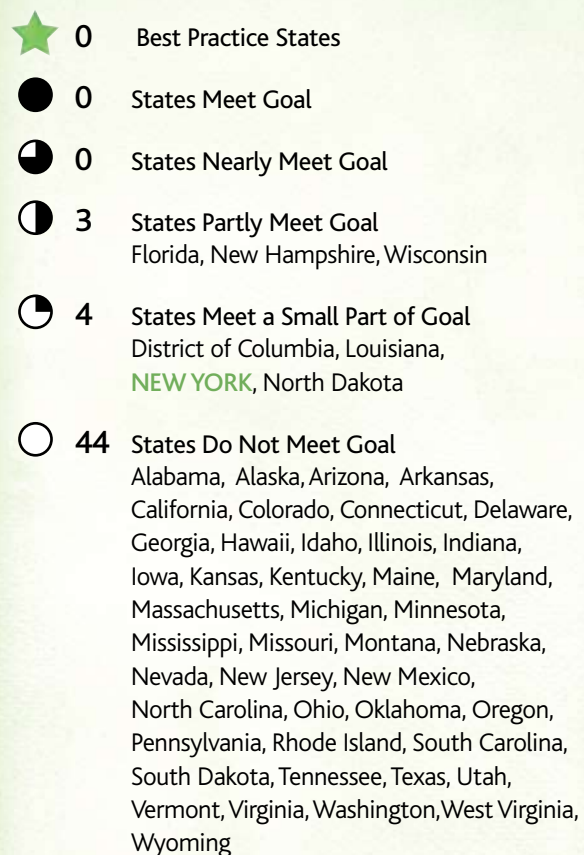 0 Best Practice States
0 States Meet Goal
0 States Nearly Meet Goal
3 States Partly Meet Goal
Florida, New Hampshire, Wisconsin
4 States Meet a Small Part of Goal
District of Columbia, Louisiana,
NEW YORK, North Dakota
44 States Do Not Meet Goal
Alabama, Alaska, Arizona, Arkansas,
California, Colorado, Connecticut, Delaware,
Georgia, Hawaii, Idaho, Illinois, Indiana,
Iowa, Kansas, Kentucky, Maine, Maryland,
Massachusetts, Michigan, Minnesota,
Mississippi, Missouri, Montana, Nebraska,
Nevada, New Jersey, New Mexico,
North Carolina, Ohio, Oklahoma, Oregon,
Pennsylvania, Rhode Island, South Carolina,
South Dakota, Tennessee, Texas, Utah,
Vermont, Virginia, Washington, West Virginia,
Wyoming